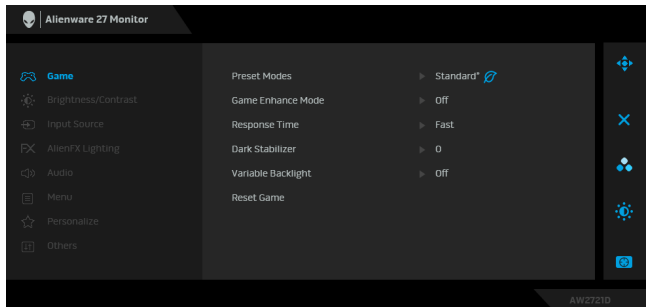 Alienware 27 Monitor
Game
Brightness/Contrast
Input Source
FX AlienFX Lighting
Audio
Menu
Personalize
Others
Preset Modes Standard*
Game Enhance Mode Off
Response Time Fast
Dark Stabilizer 0
Variable Backlight Off
Reset Game
AW2721D